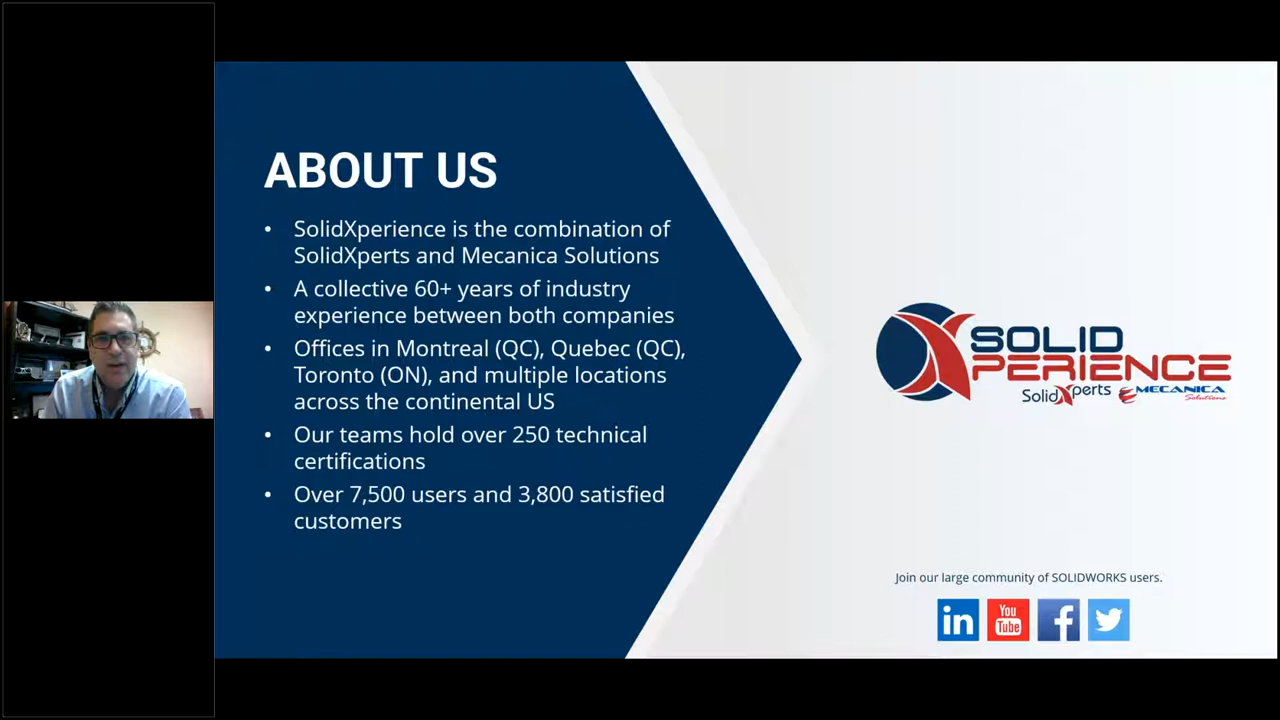 ABOUT US
• SolidXperience is the combination of
SolidXperts and Mecanica Solutions
• A collective 60+ years of industry
experience between both companies
• Offices in Montreal (QC), Quebec (QC),
Toronto (ON), and multiple locations
across the continental US
• Our teams hold over 250 technical
certifications
• Over 7,500 users and 3,800 satisfied
customers
SOLID
XPERIENCE
SolidXperts MECANICA
Solutions
Join our large community of SOLIDWORKS users.
in You Tube f